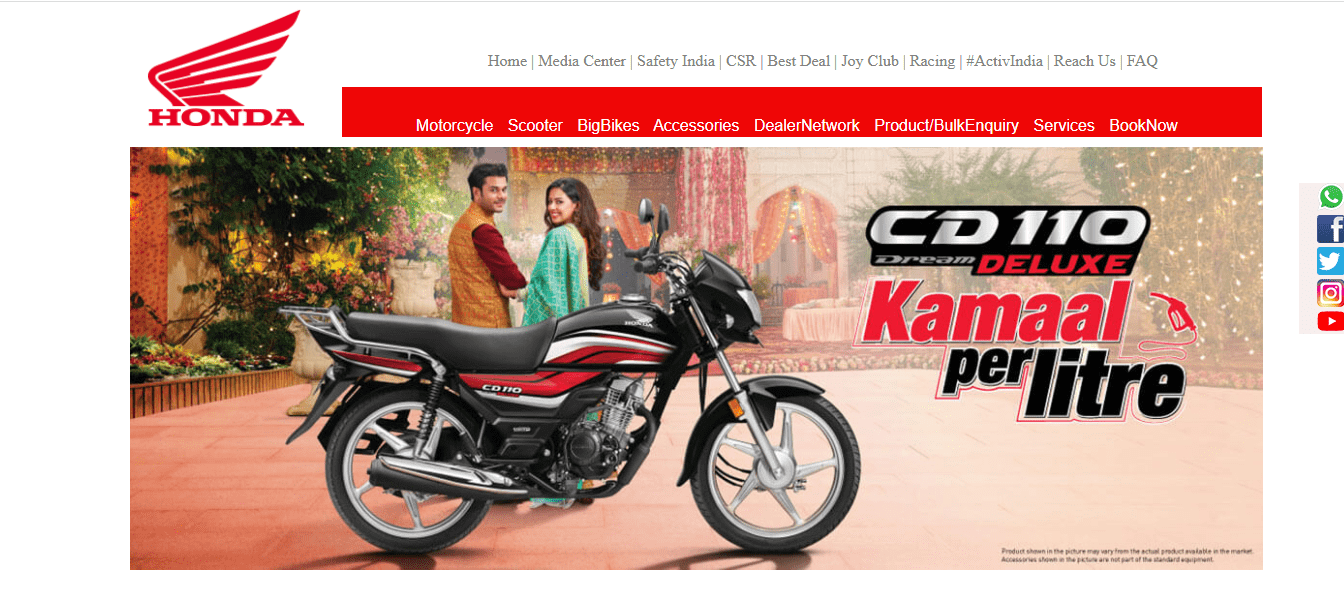 HONDA
Home | Media Center | Safety India | CSR | Best Deal | Joy Club | Racing | #ActivIndia | Reach Us | FAQ
Motorcycle Scooter BigBikes Accessories DealerNetwork Product/BulkEnquiry Services BookNow
CD 110
Dream DELUXE
Kamaal
per litre
HONDA
CD 110
Product shown in the picture may vary from the actual product available in the market.
Accessories shown in the picture are not part of the standard equipment.